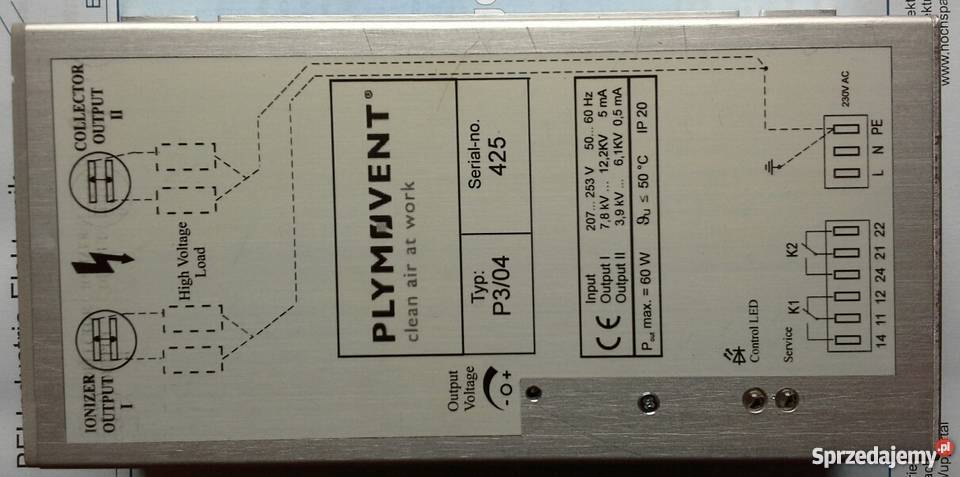 COLLECTOR
OUTPUT
II
IONIZER
OUTPUT
I
High Voltage
Load
PLYMOVENT®
clean air at work
Typ:
P3/04
Serial-no.
425
Output
Voltage
- o +
CE
Input 207... 253 V 50... 60 Hz
Output I 7,8 kV ... 12,2KV 5 mA
Output II 3,9 kV ... 6,1KV 0,5 mA
P out max. = 60 W ϑU ≤ 50 °C IP 20
Control LED
Service
K1
K2
14 11 12 24 21 22
L N PE
230V AC
Sprzedajemy.pl